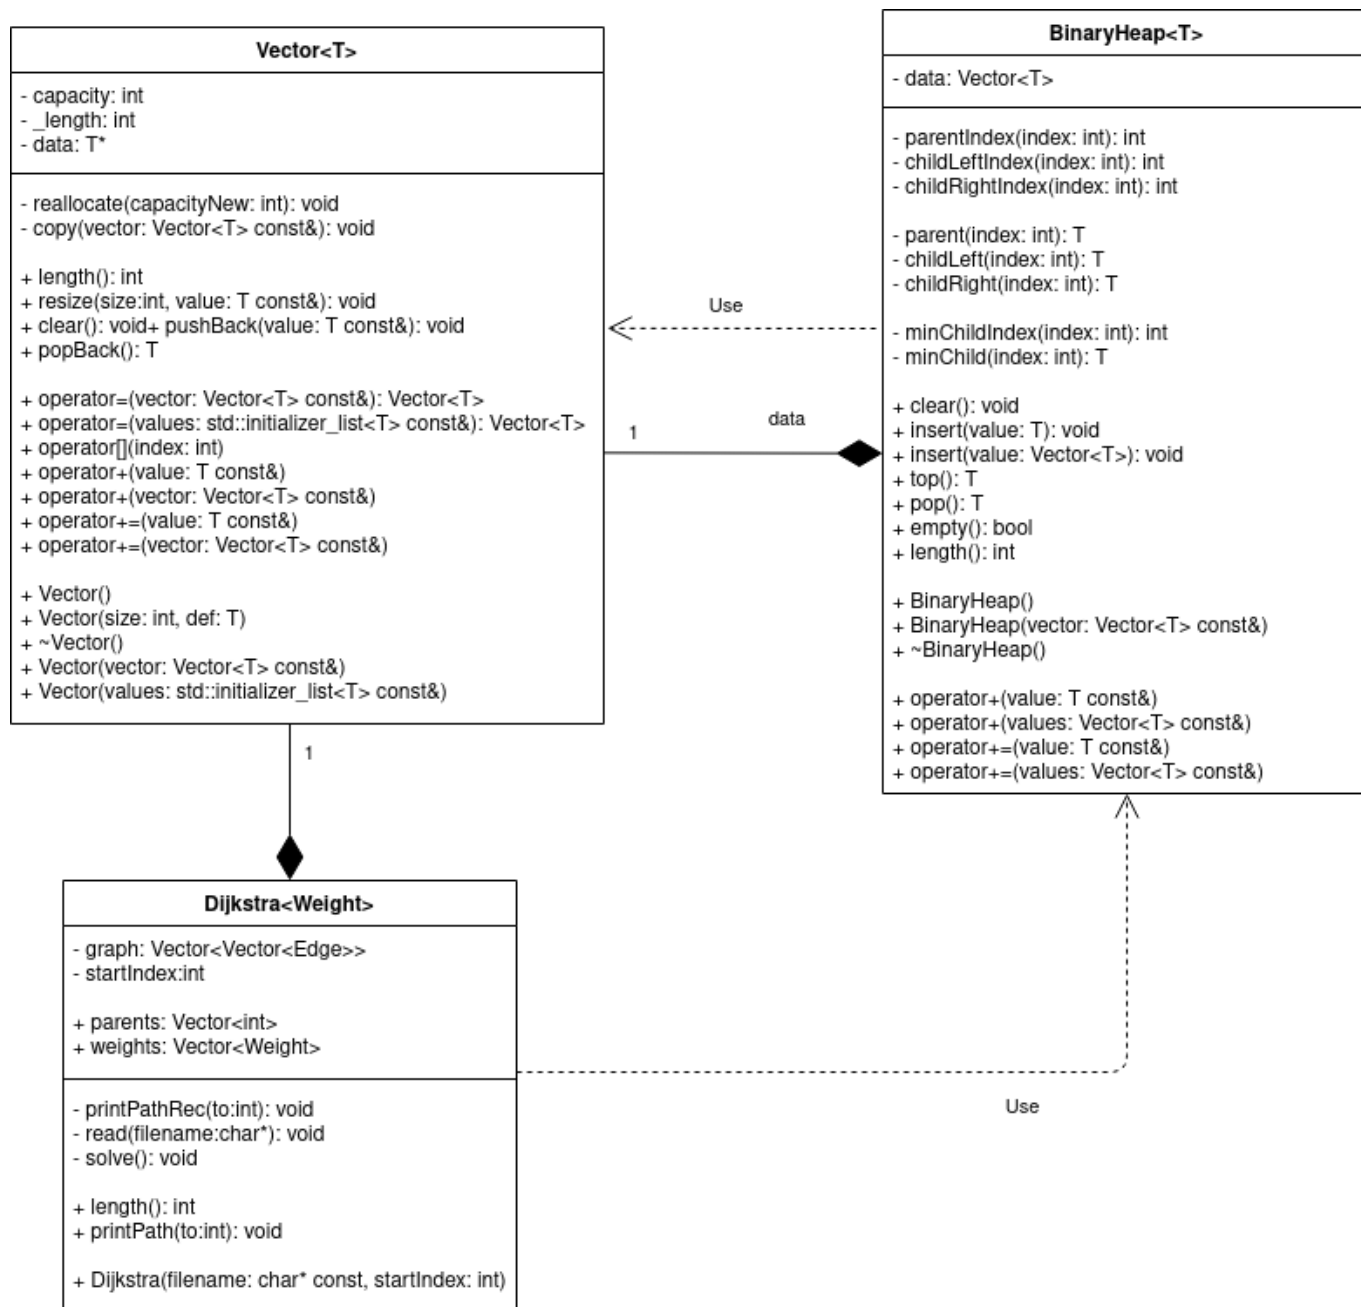 Vector<T>
- capacity: int
- _length: int
- data: T*
- reallocate(capacityNew: int): void
- copy(vector: Vector<T> const&): void
+ length(): int
+ resize(size:int, value: T const&): void
+ clear(): void+ pushBack(value: T const&): void
+ popBack(): T
+ operator=(vector: Vector<T> const&): Vector<T>
+ operator=(values: std::initializer_list<T> const&): Vector<T>
+ operator[](index: int)
+ operator+(value: T const&)
+ operator+(vector: Vector<T> const&)
+ operator+=(value: T const&)
+ operator+=(vector: Vector<T> const&)
+ Vector()
+ Vector(size: int, def: T)
+ ~Vector()
+ Vector(vector: Vector<T> const&)
+ Vector(values: std::initializer_list<T> const&)
Use
1
data
BinaryHeap<T>
- data: Vector<T>
- parentIndex(index: int): int
- childLeftIndex(index: int): int
- childRightIndex(index: int): int
- parent(index: int): T
- childLeft(index: int): T
- childRight(index: int): T
- minChildIndex(index: int): int
- minChild(index: int): T
+ clear(): void
+ insert(value: T): void
+ insert(value: Vector<T>): void
+ top(): T
+ pop(): T
+ empty(): bool
+ length(): int
+ BinaryHeap()
+ BinaryHeap(vector: Vector<T> const&)
+ ~BinaryHeap()
+ operator+(value: T const&)
+ operator+(values: Vector<T> const&)
+ operator+=(value: T const&)
+ operator+=(values: Vector<T> const&)
1
Dijkstra<Weight>
- graph: Vector<Vector<Edge>>
- startIndex:int
+ parents: Vector<int>
+ weights: Vector<Weight>
- printPathRec(to:int): void
- read(filename:char*): void
- solve(): void
+ length(): int
+ printPath(to:int): void
+ Dijkstra(filename: char* const, startIndex: int)
Use